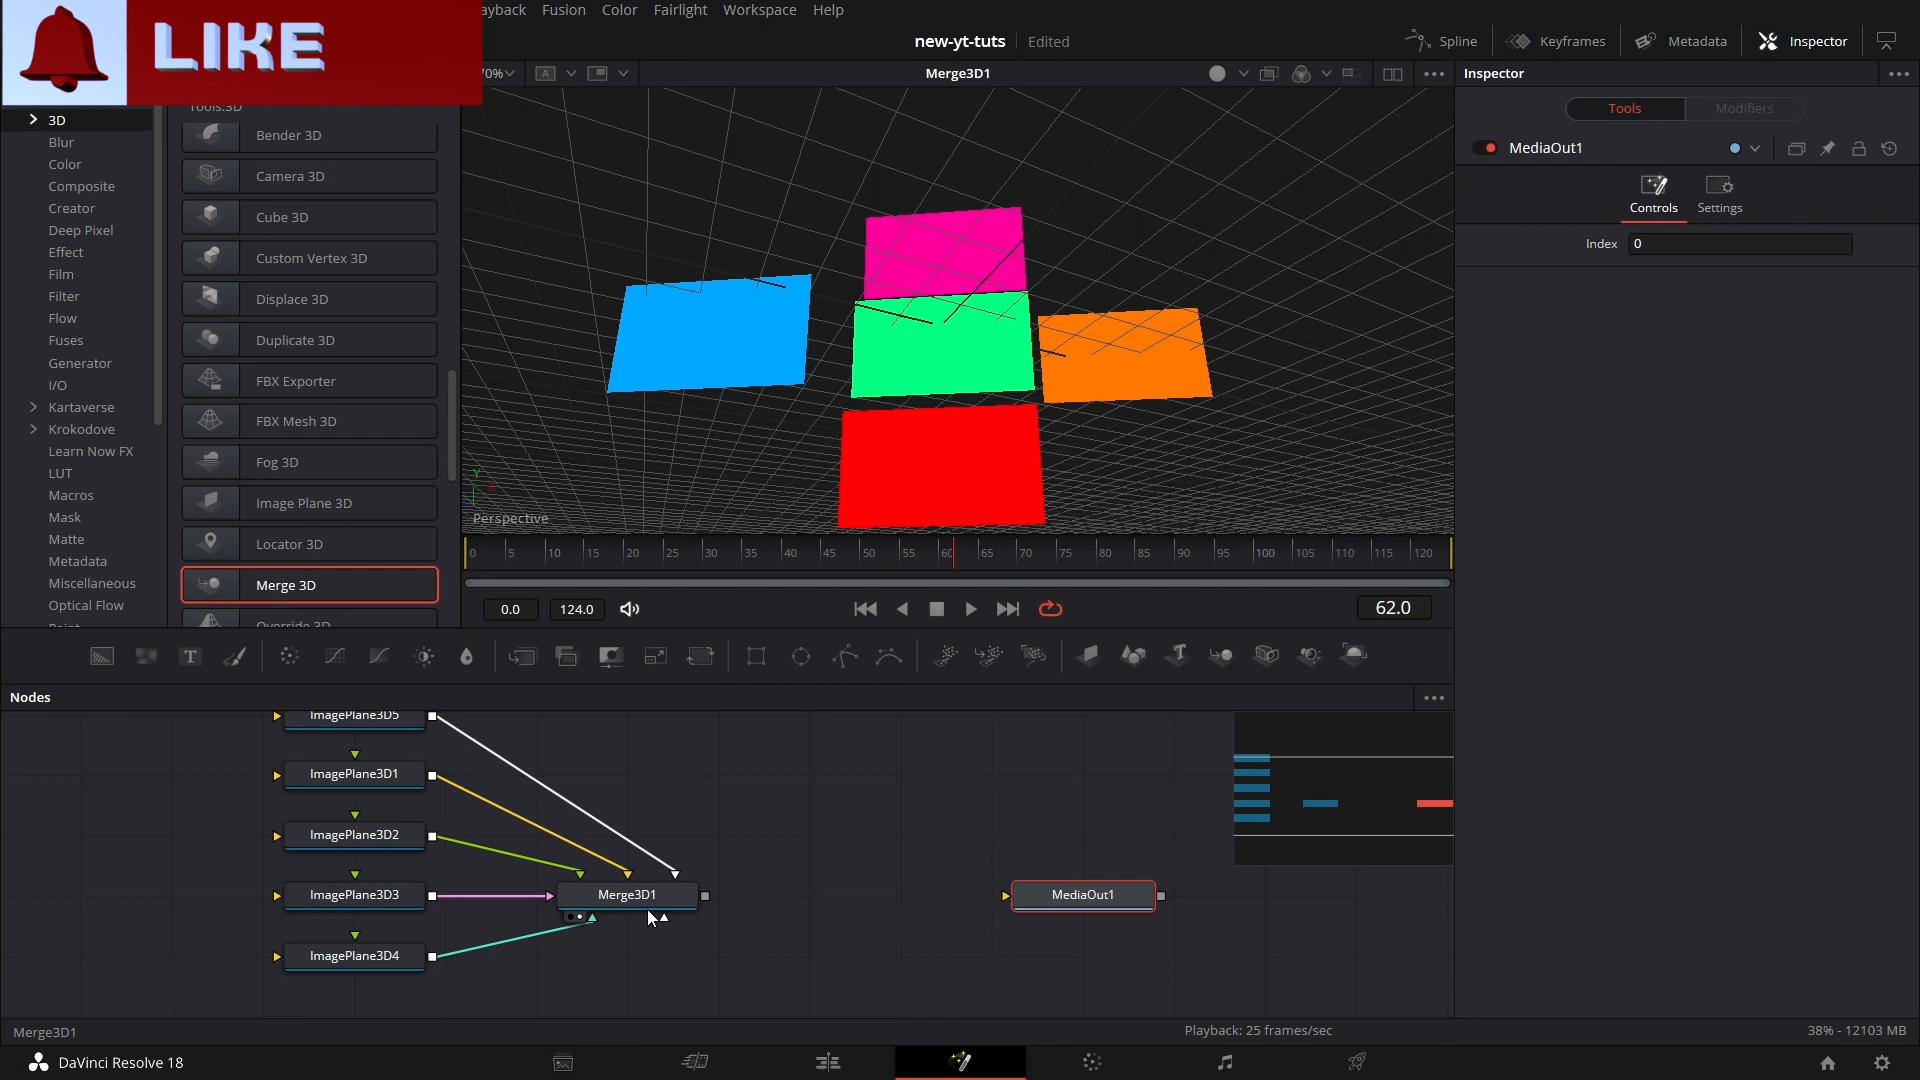 LIKE
ayback Fusion Color Fairlight Workspace Help
new-yt-tuts Edited
Spline Keyframes Metadata Inspector
70%
A
Merge3D1
Inspector
Tools
Modifiers
MediaOut1
Controls Settings
Index 0
Tools:3D
3D
Blur
Color
Composite
Creator
Deep Pixel
Effect
Film
Filter
Flow
Fuses
Generator
I/O
Kartaverse
Krokodove
Learn Now FX
LUT
Macros
Mask
Matte
Metadata
Miscellaneous
Optical Flow
Bender 3D
Camera 3D
Cube 3D
Custom Vertex 3D
Displace 3D
Duplicate 3D
FBX Exporter
FBX Mesh 3D
Fog 3D
Image Plane 3D
Locator 3D
Merge 3D
Override 3D
Y
Perspective
0 5 10 15 20 25 30 35 40 45 50 55 60 65 70 75 80 85 90 95 100 105 110 115 120
0.0 124.0 62.0
T
Nodes
ImagePlane3D5
ImagePlane3D1
ImagePlane3D2
ImagePlane3D3
ImagePlane3D4
Merge3D1
MediaOut1
Merge3D1
Playback: 25 frames/sec
38% - 12103 MB
DaVinci Resolve 18